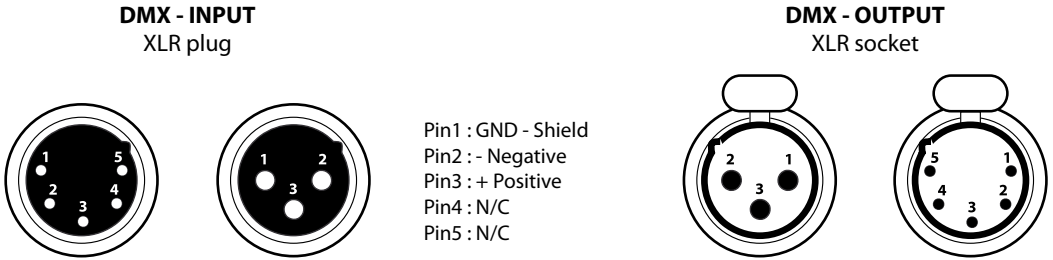 DMX - INPUT
XLR plug
1 5
2 4
3
1 2
3
Pin1 : GND - Shield
Pin2 : - Negative
Pin3 : + Positive
Pin4 : N/C
Pin5 : N/C
DMX - OUTPUT
XLR socket
2 1
3
5 1
4 2
3